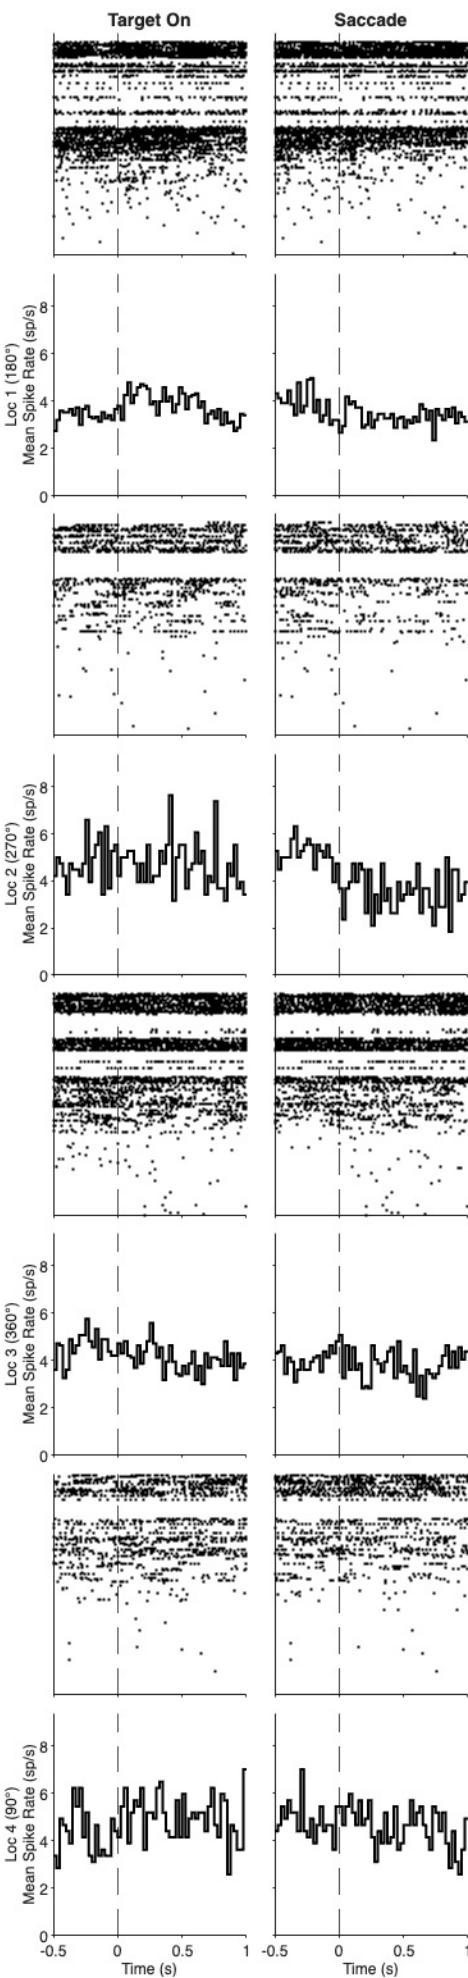 Target On Saccade
8
6
4
2
0
Loc 1 (180°)
Mean Spike Rate (sp/s)
8
6
4
2
0
Loc 2 (270°)
Mean Spike Rate (sp/s)
8
6
4
2
0
Loc 3 (360°)
Mean Spike Rate (sp/s)
8
6
4
2
0
Loc 4 (90°)
Mean Spike Rate (sp/s)
-0.5 0 0.5 1 -0.5 0 0.5 1
Time (s) Time (s)